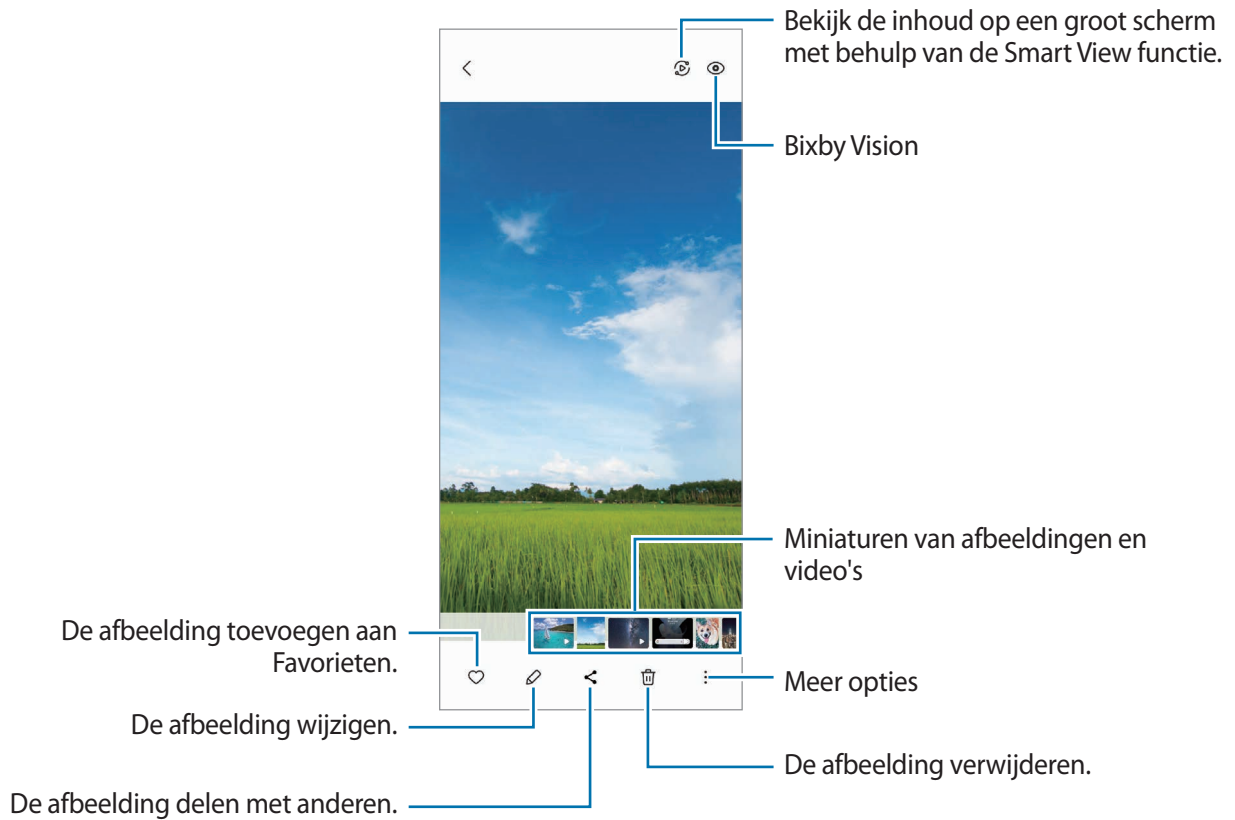 Bekijk de inhoud op een groot scherm
met behulp van de Smart View functie.
Bixby Vision
Miniaturen van afbeeldingen en
video's
De afbeelding toevoegen aan
Favorieten.
Meer opties
De afbeelding wijzigen.
De afbeelding verwijderen.
De afbeelding delen met anderen.